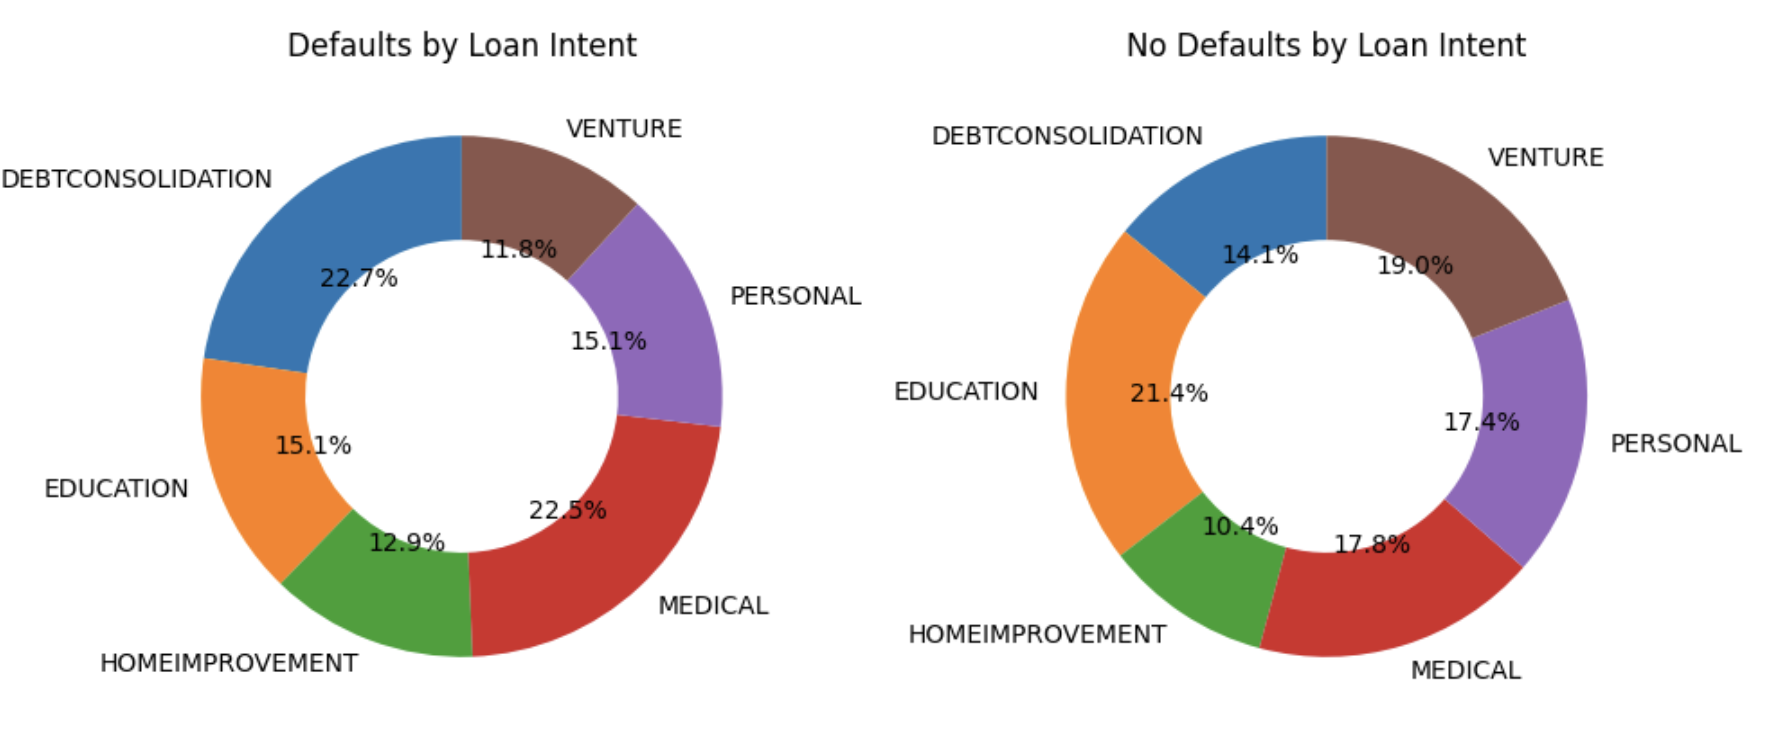 Defaults by Loan Intent
VENTURE
DEBTCONSOLIDATION
11.8%
22.7%
PERSONAL
15.1%
15.1%
EDUCATION
22.5%
12.9%
MEDICAL
HOMEIMPROVEMENT
No Defaults by Loan Intent
DEBTCONSOLIDATION
VENTURE
14.1%
19.0%
EDUCATION
21.4%
17.4%
PERSONAL
10.4%
17.8%
HOMEIMPROVEMENT
MEDICAL